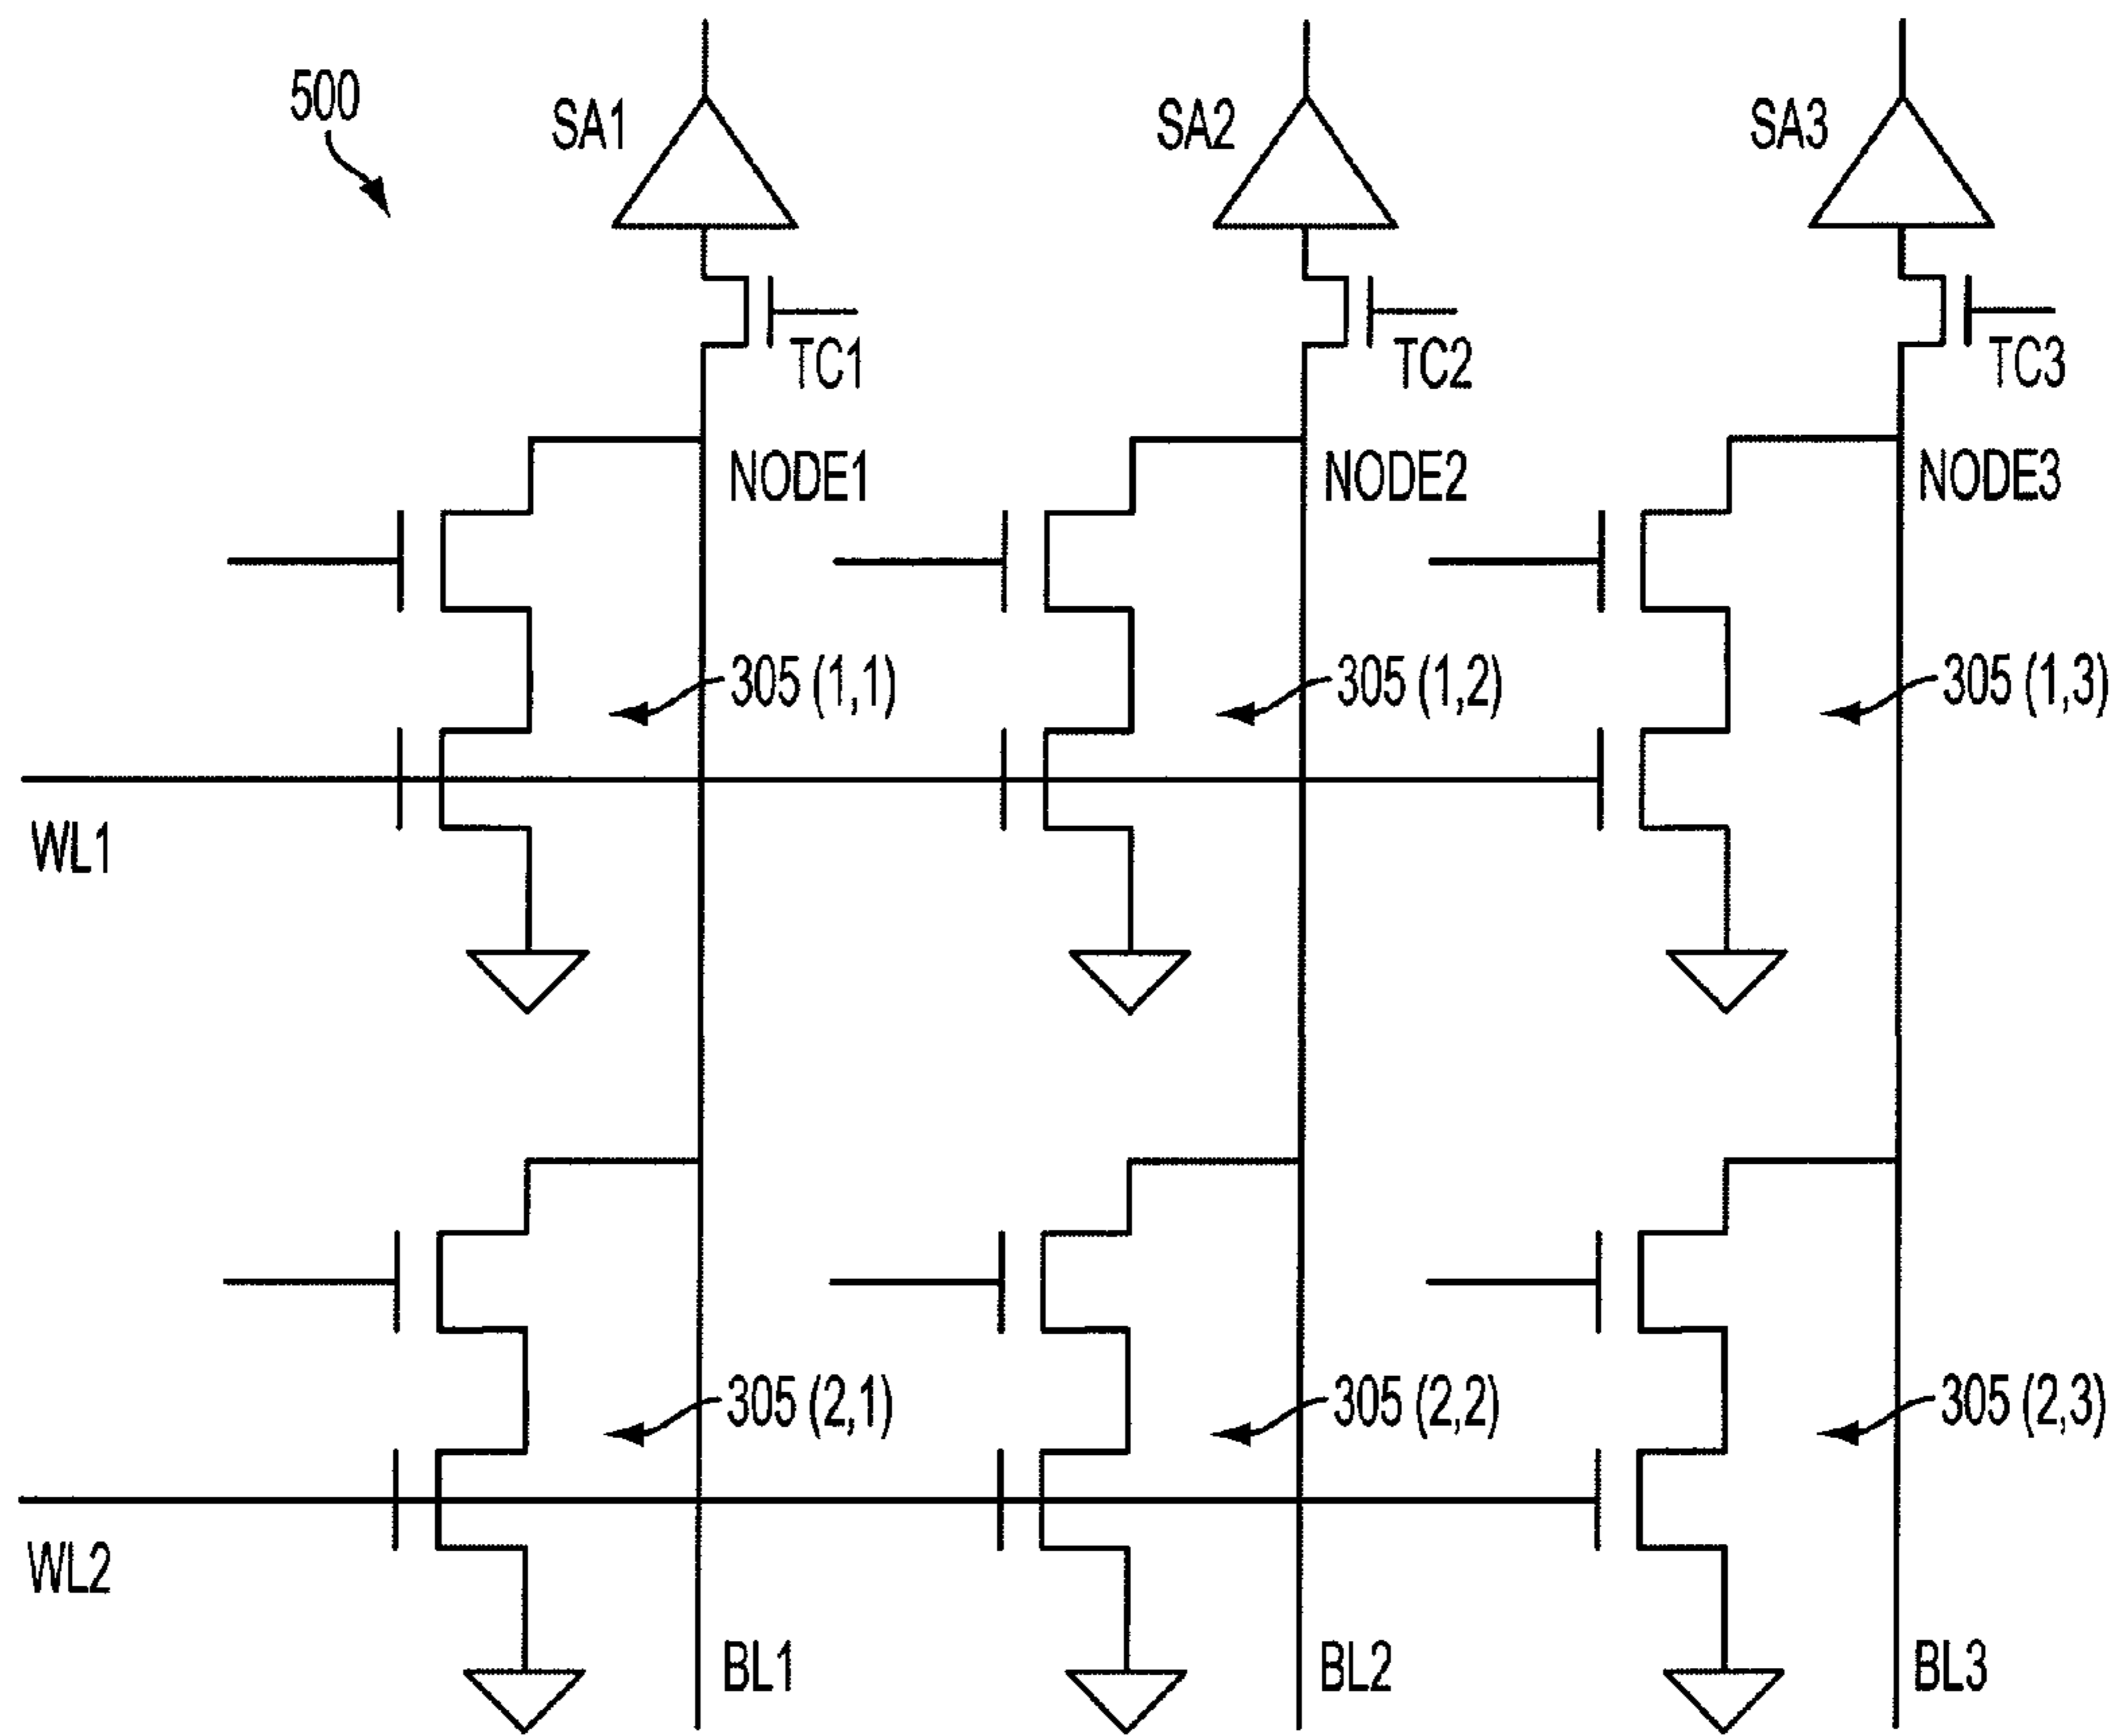 500
SA1
SA2
SA3
TC1
TC2
TC3
NODE1
NODE2
NODE3
305 (1,1)
305 (1,2)
305 (1,3)
WL1
305 (2,1)
305 (2,2)
305 (2,3)
WL2
BL1
BL2
BL3